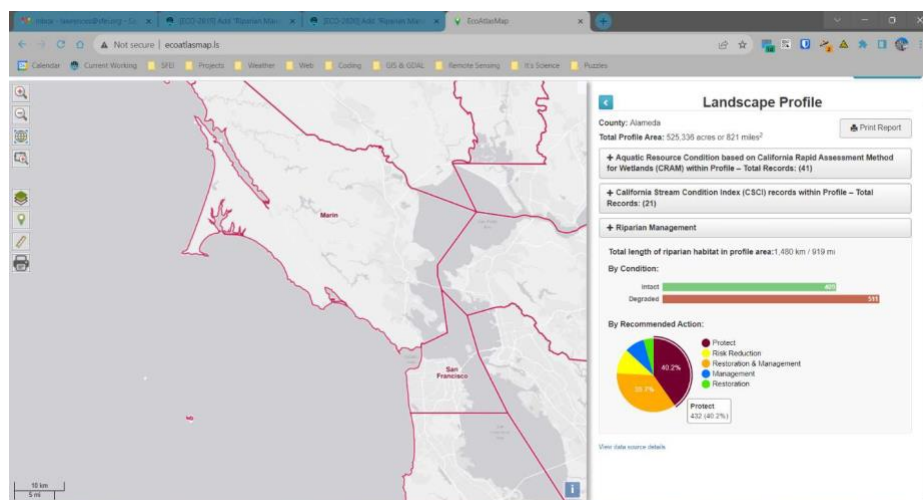 EcoAtlasMap
Not secure | ecoatlasmap.ls
Calendar
Current Working
SFEI
Projects
Weather
Web
Coding
GIS & GDAL
Remote Sensing
It's Science
Puzzles
Marin
San
Francisco
10 km
5 mi
Landscape Profile
County: Alameda
Total Profile Area: 525,336 acres or 821 miles²
Print Report
+ Aquatic Resource Condition based on California Rapid Assessment Method
for Wetlands (CRAM) within Profile – Total Records: (41)
+ California Stream Condition Index (CSCI) records within Profile – Total
Records: (21)
+ Riparian Management
Total length of riparian habitat in profile area:1,480 km / 919 mi
By Condition:
Intact
Degraded
511
By Recommended Action:
Protect
Risk Reduction
Restoration & Management
Management
Restoration
40.2%
Protect
432 (40.2%)
View data source details